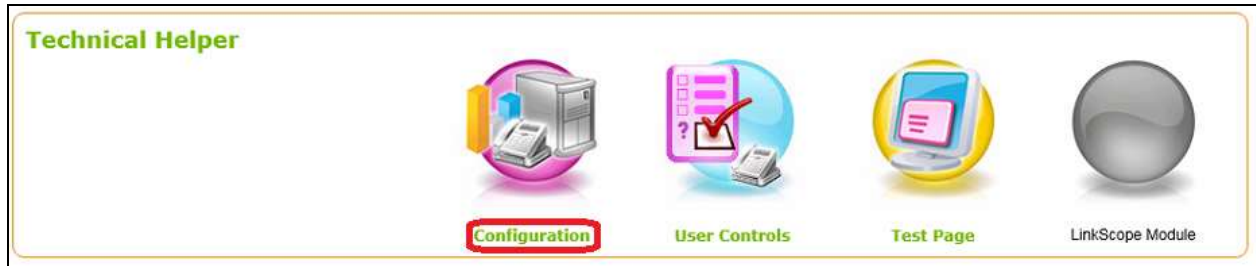 Technical Helper
?
Configuration
User Controls
Test Page
LinkScope Module